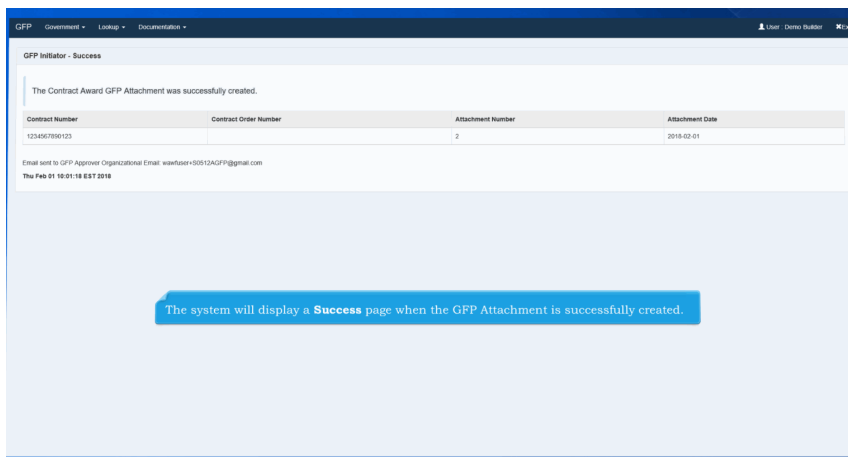 GFP Government Lookup Documentation User : Demo Builder
GFP Initiator - Success
The Contract Award GFP Attachment was successfully created.
Contract Number Contract Order Number Attachment Number Attachment Date
1234567890123 2 2018-02-01
Email sent to GFP Approver Organizational Email: wawfuser+S0512AGFP@gmail.com
Thu Feb 01 10:01:18 EST 2018
The system will display a Success page when the GFP Attachment is successfully created.